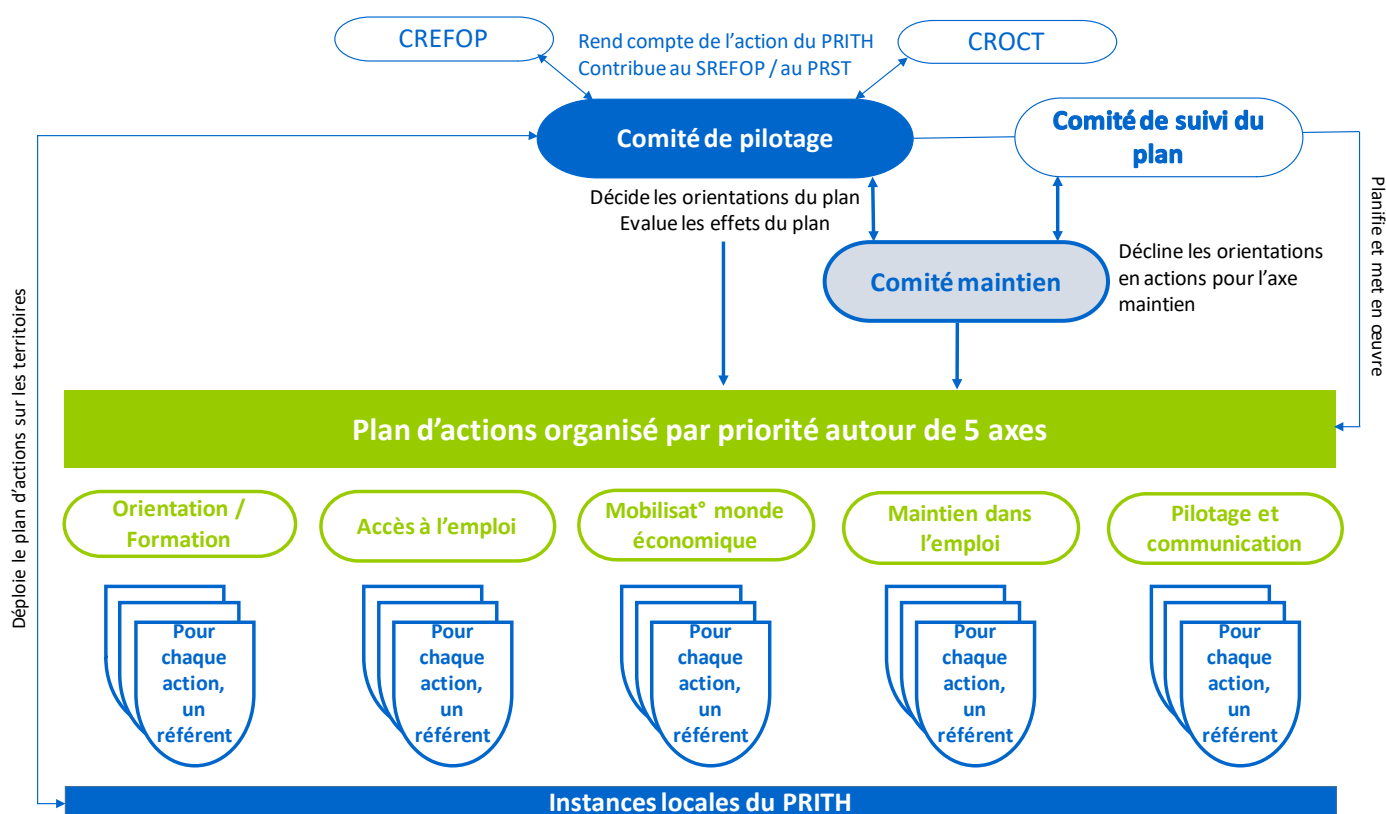 CREFOP
Rend compte de l'action du PRITH
Contribue au SREFOP / au PRST
CROCT
Comité de pilotage
Comité de suivi du
plan
Décide les orientations du plan
Evalue les effets du plan
Comité maintien
Décline les orientations
en actions pour l'axe
maintien
Planifie et met en œuvre
Déploie le plan d'actions sur les territoires
Plan d'actions organisé par priorité autour de 5 axes
Orientation /
Formation
Accès à l'emploi
Mobilisat° monde
économique
Maintien dans
l'emploi
Pilotage et
communication
Pour
chaque
action,
un
référent
Pour
chaque
action,
un
référent
Pour
chaque
action,
un
référent
Pour
chaque
action,
un
référent
Pour
chaque
action,
un
référent
Instances locales du PRITH